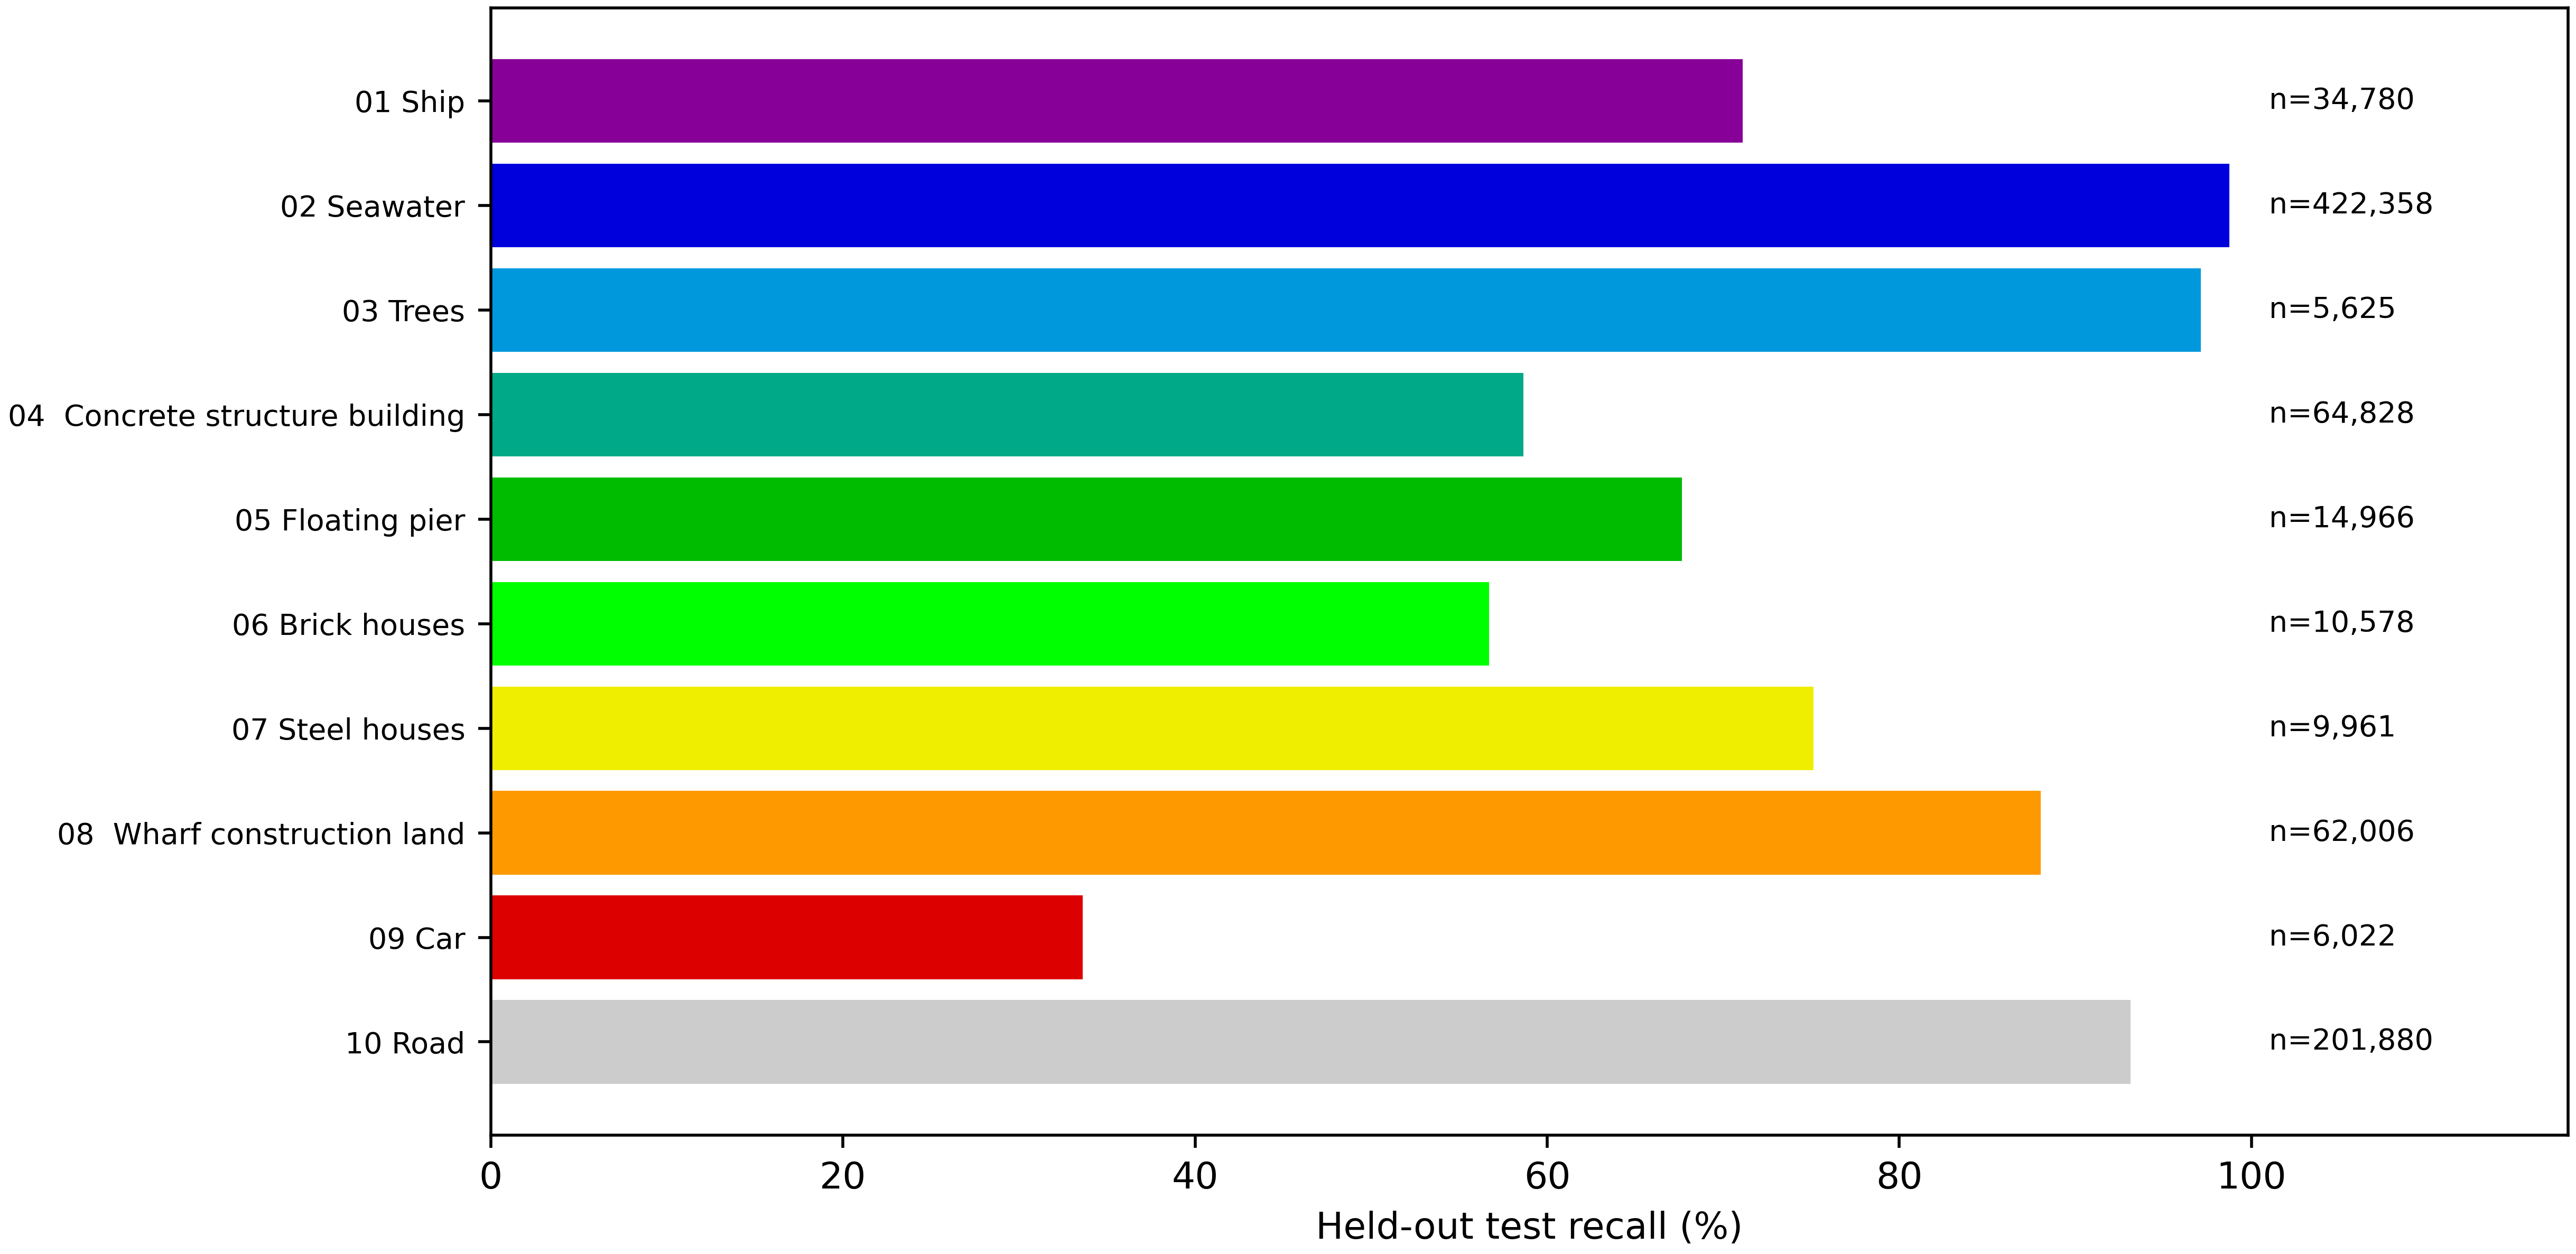 01 Ship n=34,780
02 Seawater n=422,358
03 Trees n=5,625
04  Concrete structure building n=64,828
05 Floating pier n=14,966
06 Brick houses n=10,578
07 Steel houses n=9,961
08  Wharf construction land n=62,006
09 Car n=6,022
10 Road n=201,880
0 20 40 60 80 100
Held-out test recall (%)